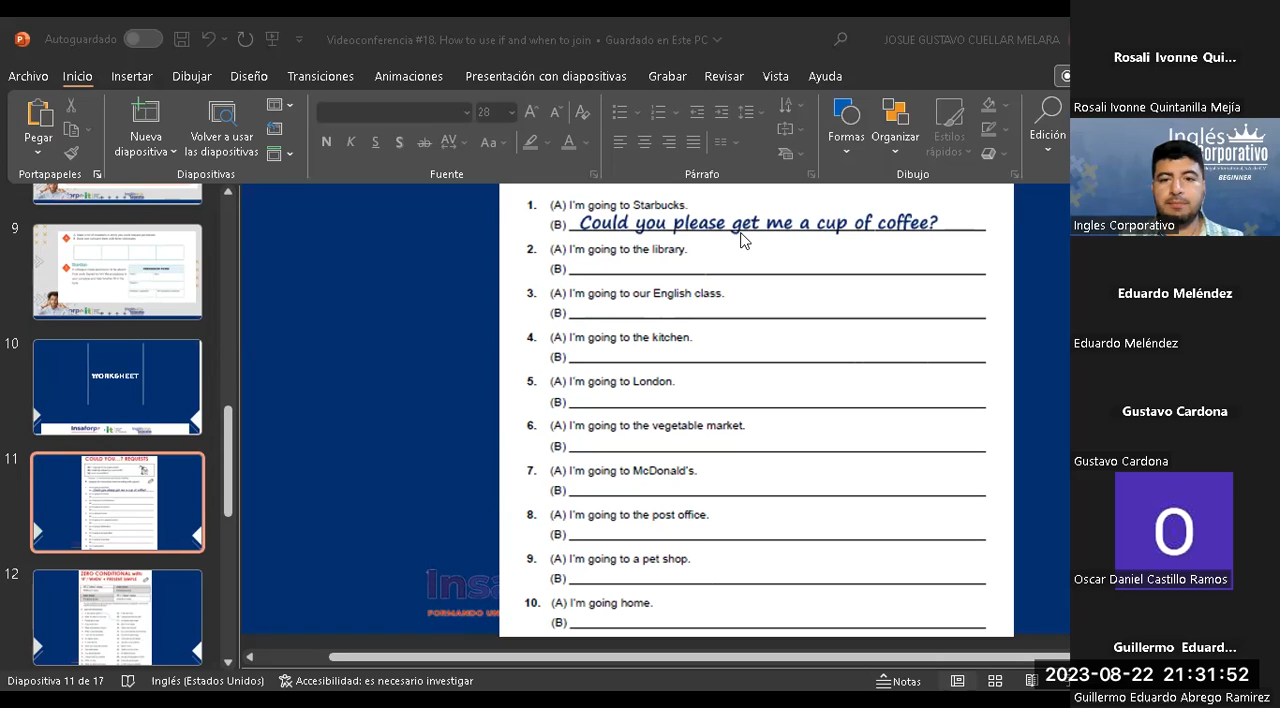 Autoguardado
Videoconferencia #18. How to use if and when to join • Guardado en Este PC
JOSUE GUSTAVO CUELLAR MELARA
Archivo Inicio Insertar Dibujar Diseño Transiciones Animaciones Presentación con diapositivas Grabar Revisar Vista Ayuda
Pegar
Nueva diapositiva
Volver a usar las diapositivas
28
N K S S ab AV Aa A
Formas Organizar Estilos rápidos Edición
Portapapeles Diapositivas Fuente Párrafo Dibujo
9
10
WORKSHEET
11
COULD YOU...? REQUESTS
12
ZERO CONDITIONAL with
1. (A) I'm going to Starbucks.
(B) Could you please get me a cup of coffee?
2. (A) I'm going to the library.
(B)
3. (A) I'm going to our English class.
(B)
4. (A) I'm going to the kitchen.
(B)
5. (A) I'm going to London.
(B)
6. (A) I'm going to the vegetable market.
(B)
7. (A) I'm going to McDonald's.
(B)
8. (A) I'm going to the post office.
(B)
9. (A) I'm going to a pet shop.
(B)
10. (A) I'm going home.
(B)
Insa
FORMANDO UN
Diapositiva 11 de 17
Inglés (Estados Unidos)
Accesibilidad: es necesario investigar
Notas
Rosali Ivonne Qui...
Rosali Ivonne Quintanilla Mejía
Inglés
Corporativo
BEGINNER
Ingles Corporativo
Eduardo Meléndez
Eduardo Meléndez
Gustavo Cardona
Gustavo Cardona
O
Oscar Daniel Castillo Ramos
Guillermo Eduard...
2023-08-22 21:31:52
Guillermo Eduardo Abrego Ramirez